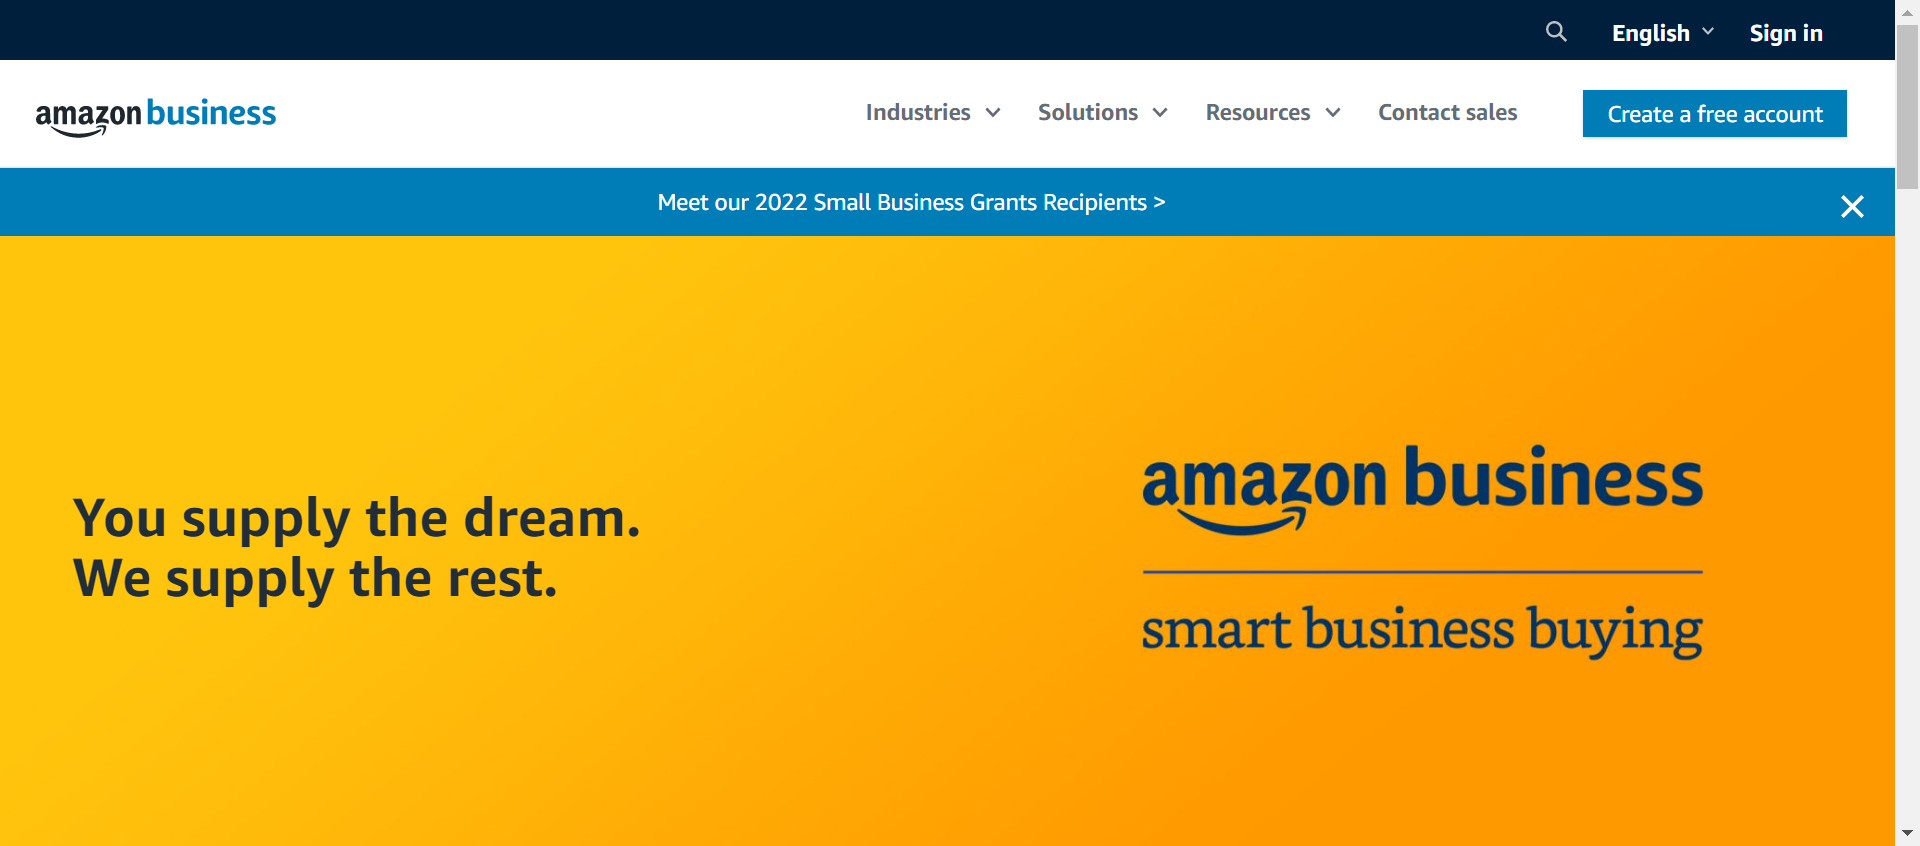 English Sign in
amazon business
Industries Solutions Resources Contact sales Create a free account
Meet our 2022 Small Business Grants Recipients >
You supply the dream.
We supply the rest.
amazon business
smart business buying